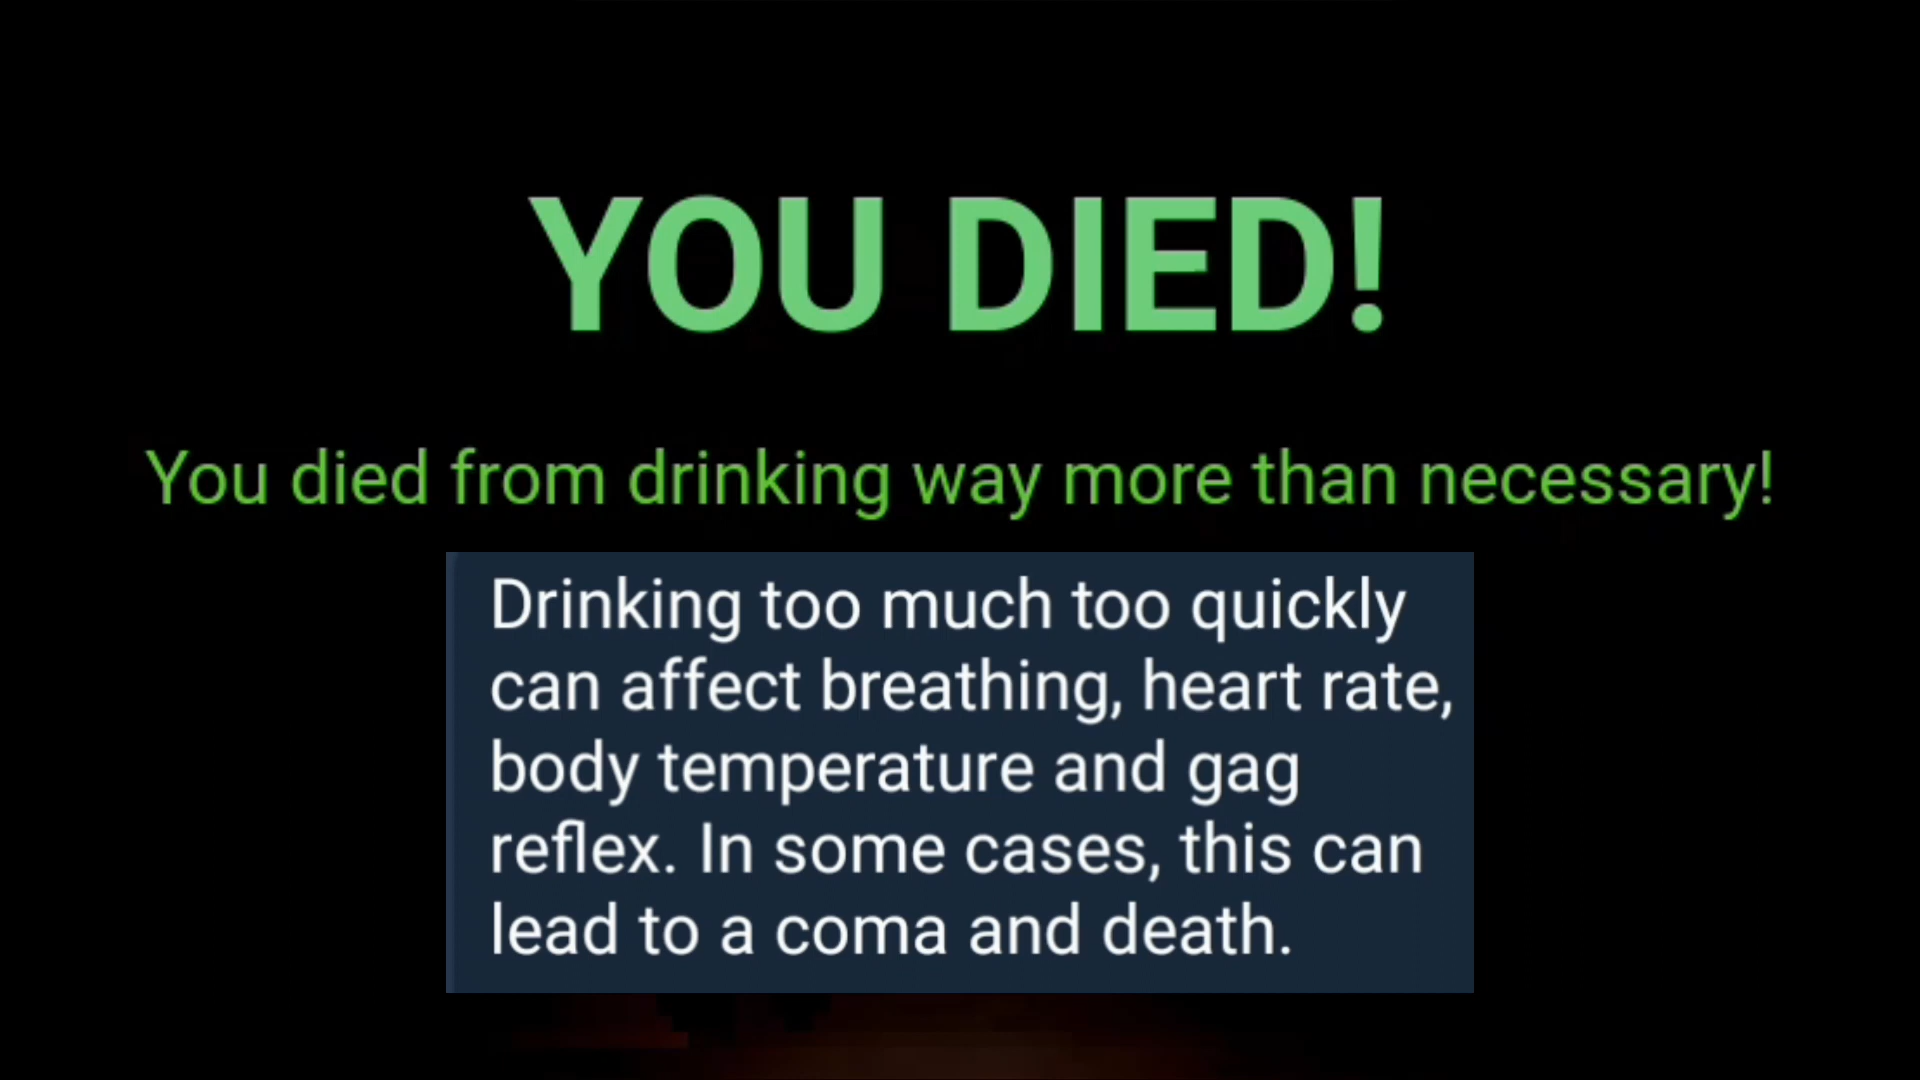 YOU DIED!
You died from drinking way more than necessary!
Drinking too much too quickly
can affect breathing, heart rate,
body temperature and gag
reflex. In some cases, this can
lead to a coma and death.